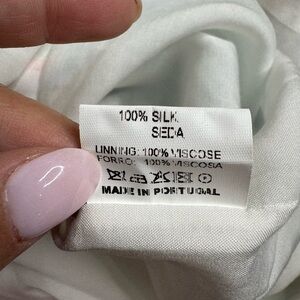 100% SILK
SEDA
LINNING: 100% VISCOSE
FORRO: 100% VISCOSA
MADE IN PORTUGAL